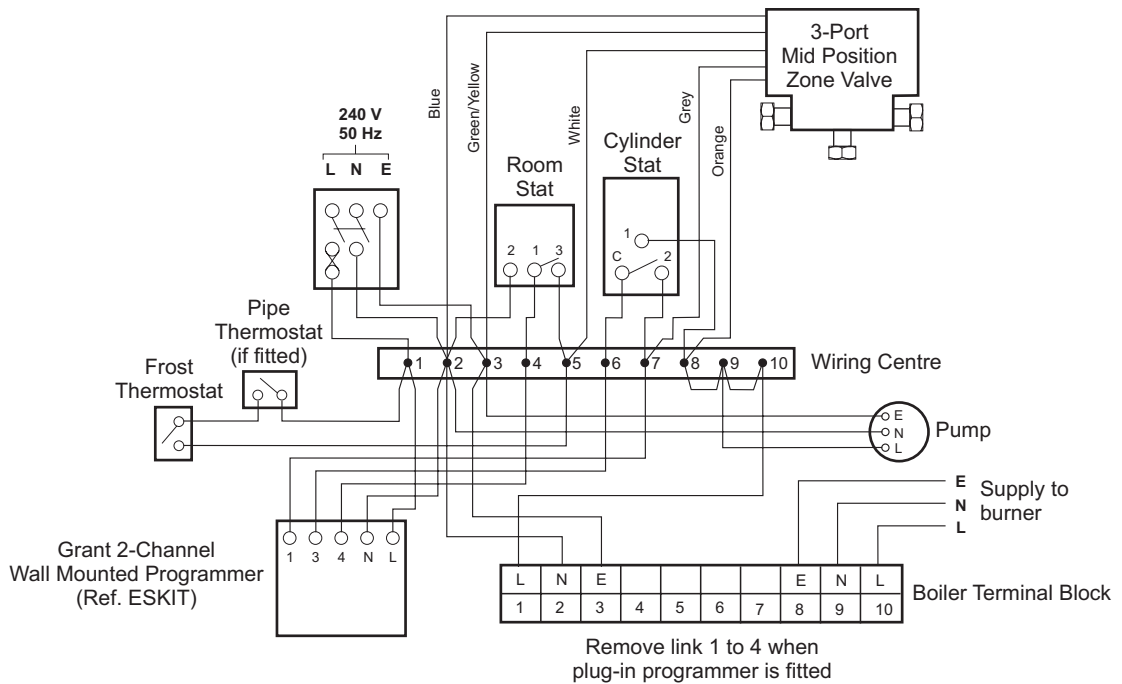 3-Port
Mid Position
Zone Valve
240 V
50 Hz
L N E
Blue
Green/Yellow
White
Grey
Orange
Room
Stat
2 1 3
Cylinder
Stat
1
C 2
Pipe
Thermostat
(if fitted)
Frost
Thermostat
1 2 3 4 5 6 7 8 9 10
Wiring Centre
E
N
L
Pump
E
N
L
Supply to
burner
Grant 2-Channel
Wall Mounted Programmer
(Ref. ESKIT)
1 3 4 N L
L N E E N L
1 2 3 4 5 6 7 8 9 10
Boiler Terminal Block
Remove link 1 to 4 when
plug-in programmer is fitted